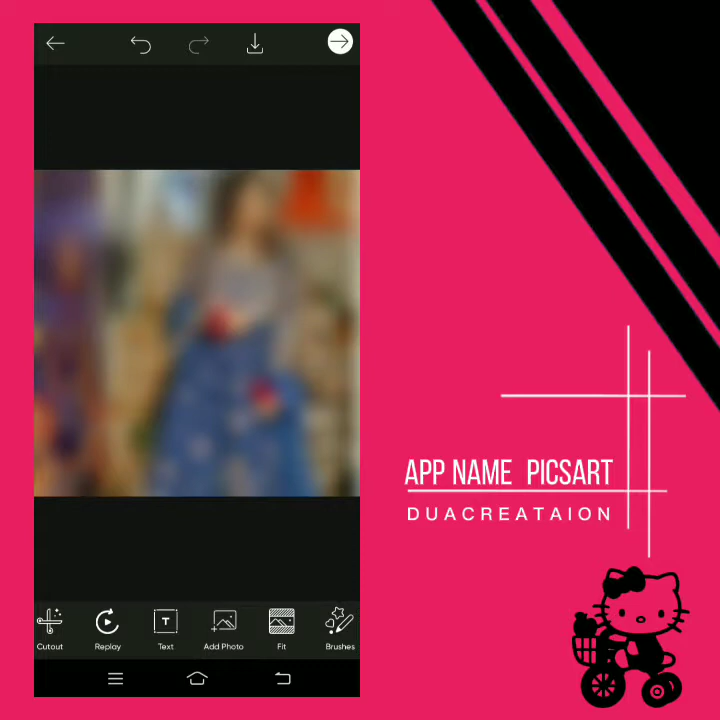 APP NAME PICSART
DUACREATAION
Cutout
Replay
T
Text
Add Photo
Fit
Brushes